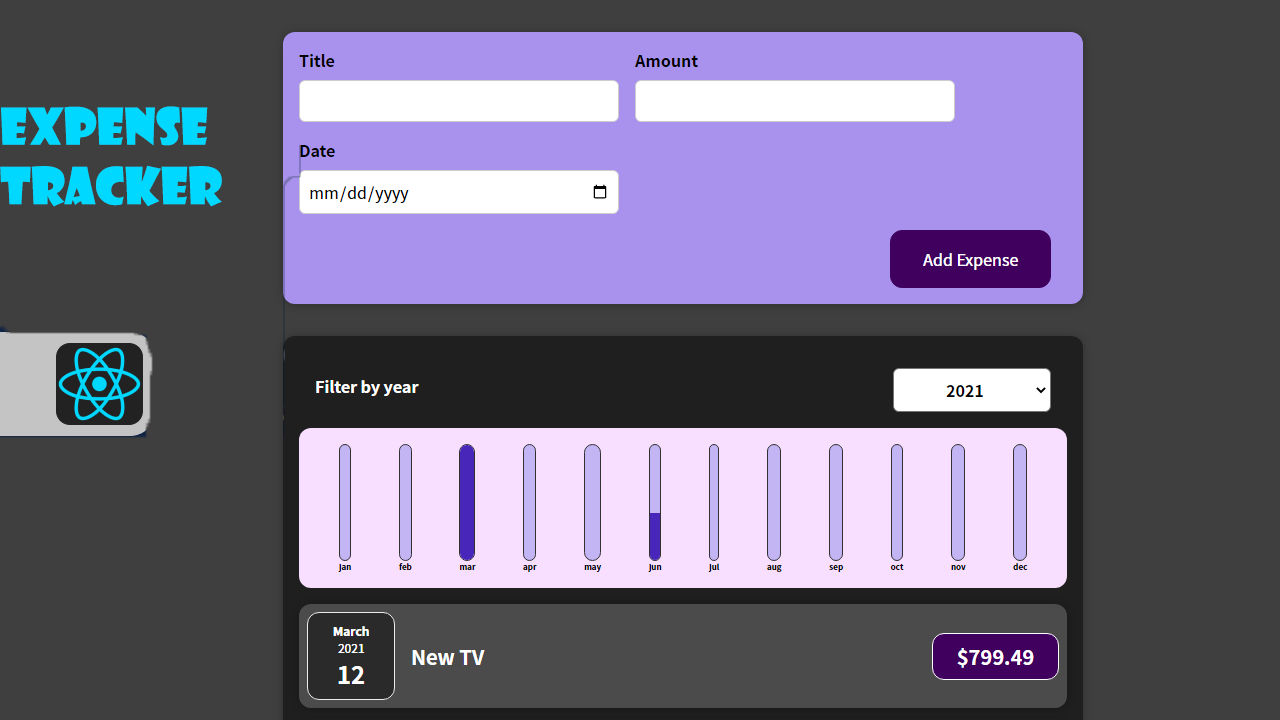 EXPENSE
TRACKER
Title
Amount
Date
mm/dd/yyyy
Add Expense
Filter by year
2021
jan feb mar apr may jun jul aug sep oct nov dec
March
2021
12
New TV
$799.49